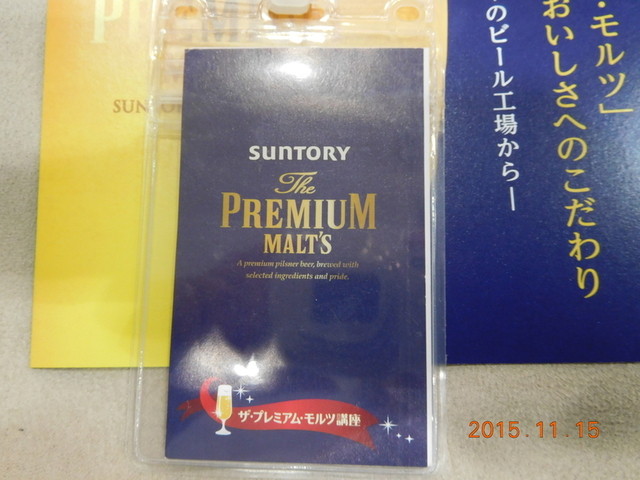 PREM
SUNTO
SUNTORY
The
PREMIUM
MALT'S
A premium pilsner beer, brewed with
selected ingredients and pride.
ザ・プレミアム・モルツ講座
・モルツ」
おいしさへのこだわり
のビール工場から—
2015.11.15